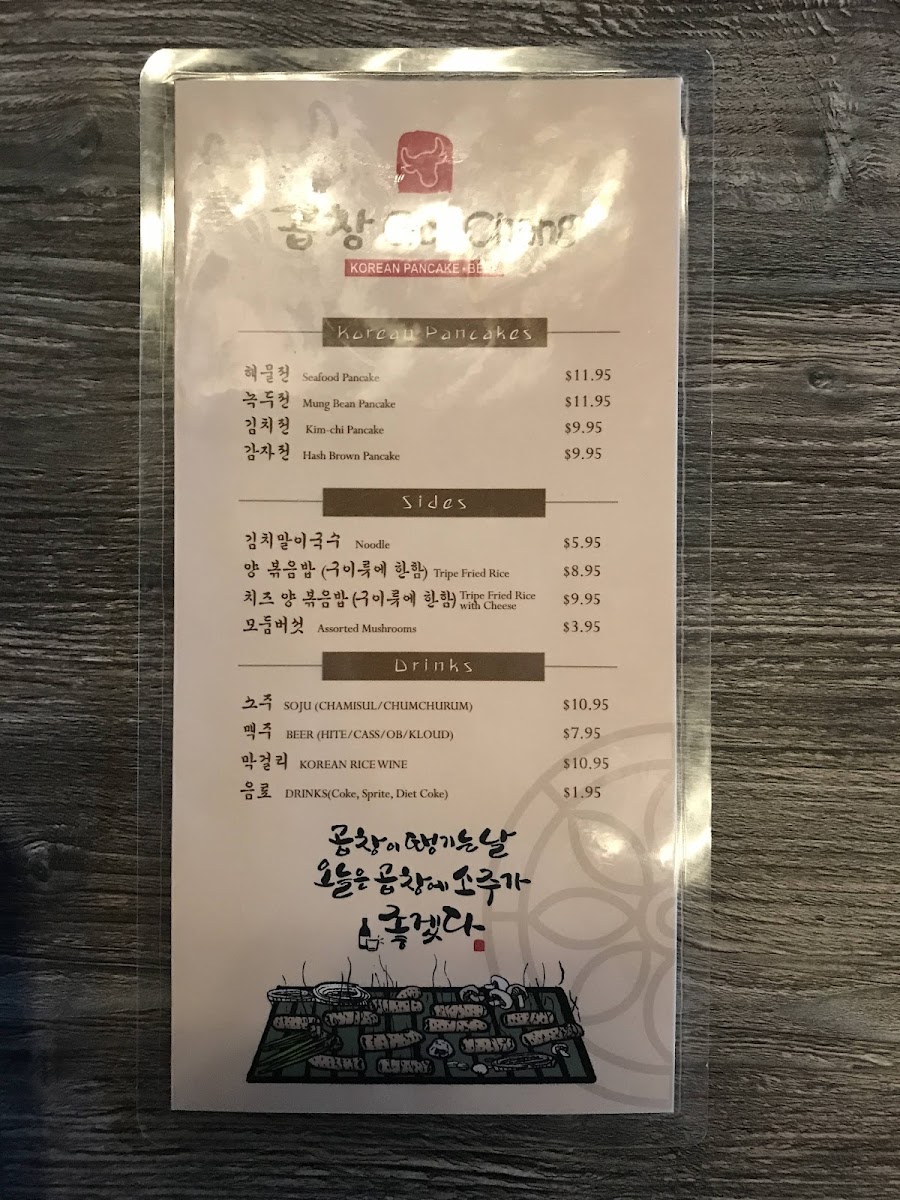 곱창 Chang
KOREAN PANCAKE • BEER
Korean Pancakes
해물전 Seafood Pancake $11.95
녹두전 Mung Bean Pancake $11.95
김치전 Kim-chi Pancake $9.95
감자전 Hash Brown Pancake $9.95
Sides
김치말이국수 Noodle $5.95
양 볶음밥 (구이류에 한함) Tripe Fried Rice $8.95
치즈 양 볶음밥 (구이류에 한함) Tripe Fried Rice with Cheese $9.95
모듬버섯 Assorted Mushrooms $3.95
Drinks
소주 SOJU (CHAMISUL/CHUMCHURUM) $10.95
맥주 BEER (HITE/CASS/OB/KLOUD) $7.95
막걸리 KOREAN RICE WINE $10.95
음료 DRINKS(Coke, Sprite, Diet Coke) $1.95
곱창이 땡기는 날
오늘은 곱창에 소주가
좋겠다